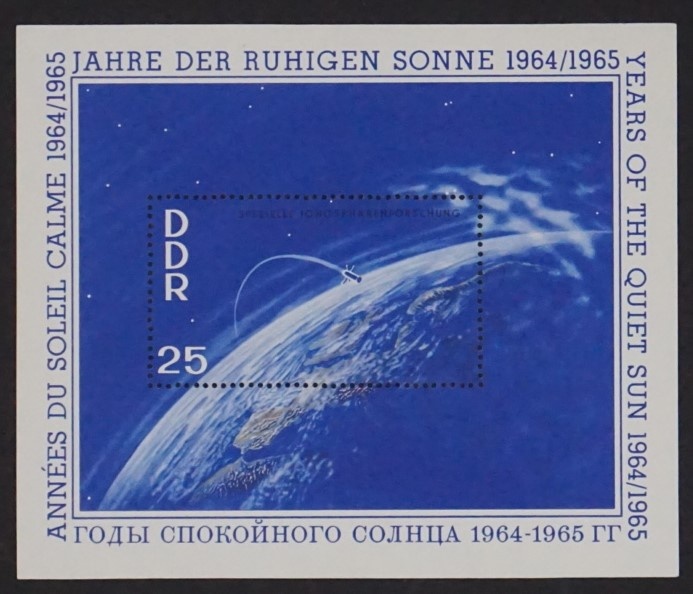 JAHRE DER RUHIGEN SONNE 1964/1965
YEARS OF THE QUIET SUN 1964/1965
ANNÉES DU SOLEIL CALME 1964/1965
DDR
25
ГОДЫ СПОКОЙНОГО СОЛНЦА 1964-1965 ГГ